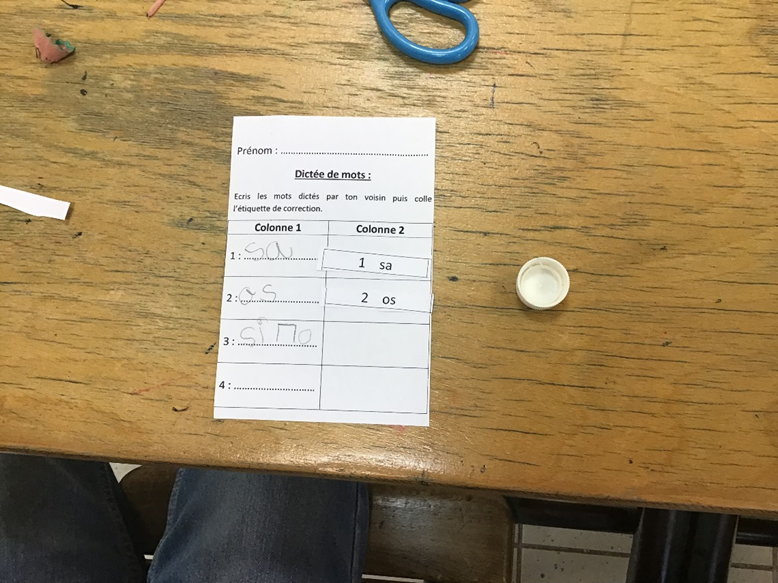 Prénom : ................................................
Dictée de mots :
Ecris les mots dictés par ton voisin puis colle
l'étiquette de correction.
Colonne 1 Colonne 2
1 : sa 1 sa
2 : os 2 os
3 : simo
4 : ........................